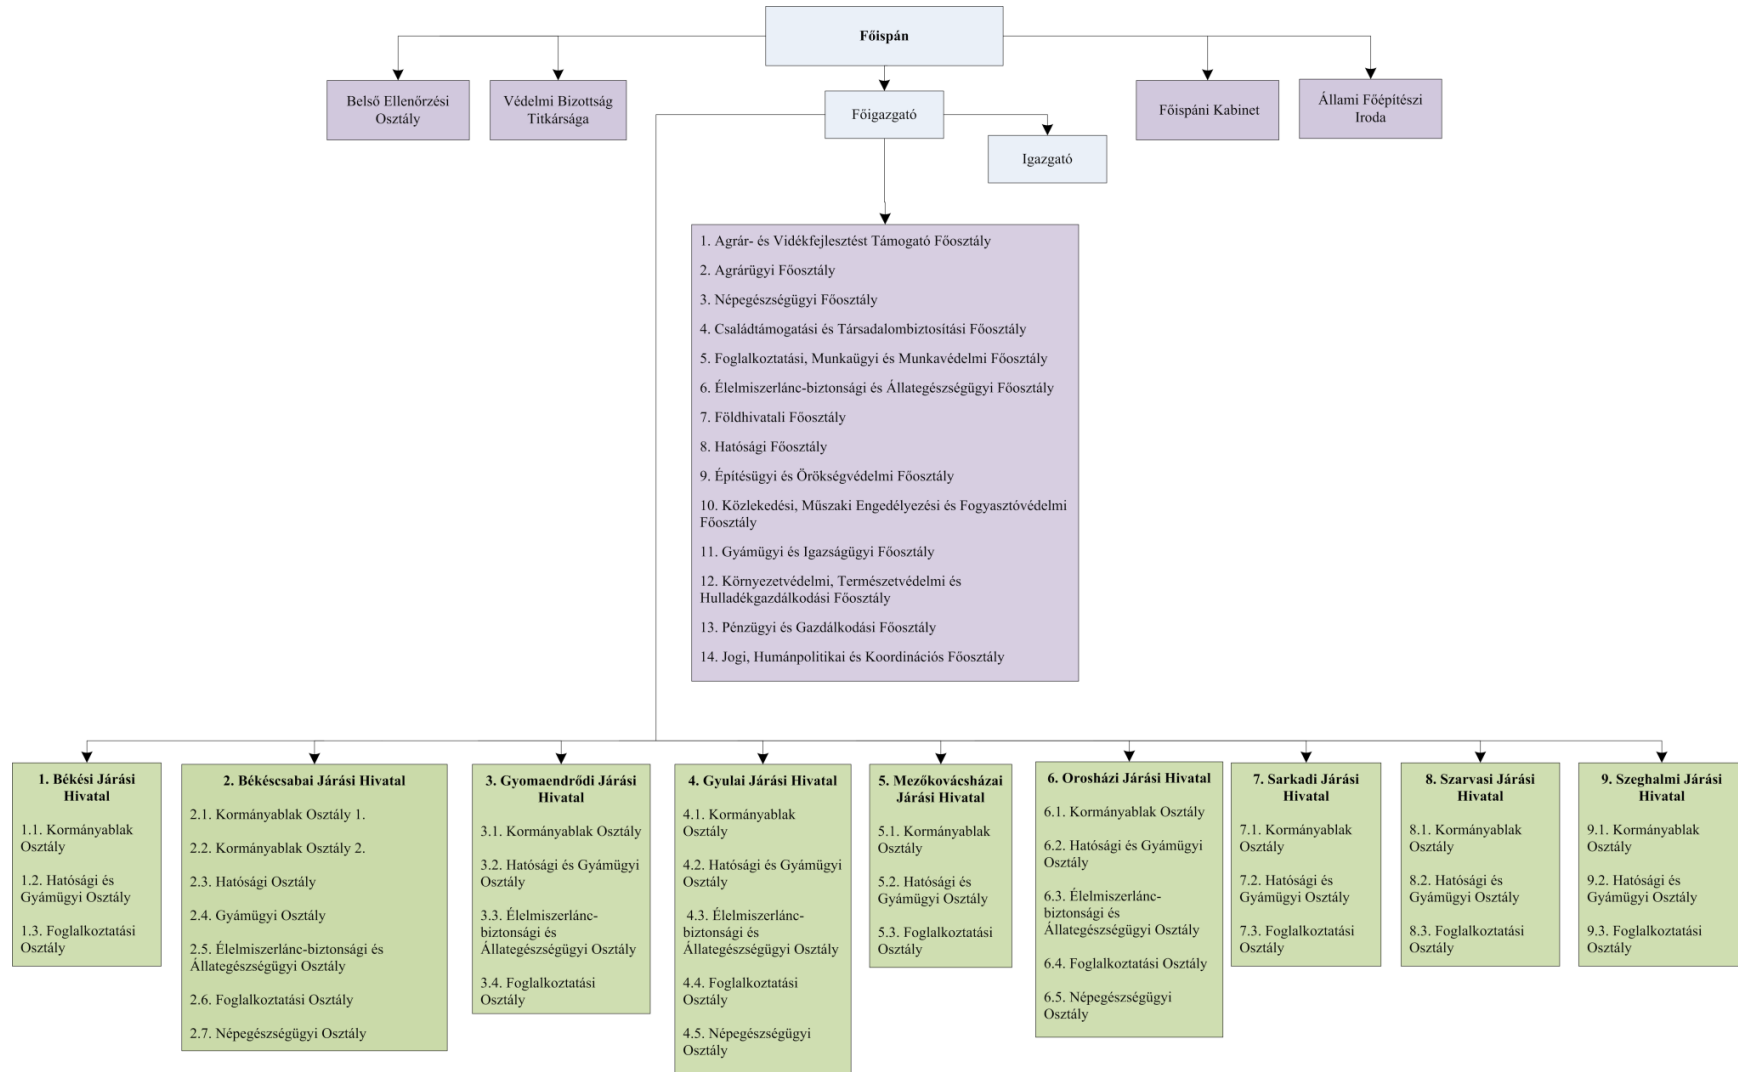 Főispán
Belső Ellenőrzési
Osztály
Védelmi Bizottság
Titkársága
Főigazgató
Igazgató
Főispáni Kabinet
Állami Főépítészi
Iroda
1. Agrár- és Vidékfejlesztést Támogató Főosztály
2. Agrárügyi Főosztály
3. Népegészségügyi Főosztály
4. Családtámogatási és Társadalombiztosítási Főosztály
5. Foglalkoztatási, Munkaügyi és Munkavédelmi Főosztály
6. Élelmiszerlánc-biztonsági és Állategészségügyi Főosztály
7. Földhivatali Főosztály
8. Hatósági Főosztály
9. Építésügyi és Örökségvédelmi Főosztály
10. Közlekedési, Műszaki Engedélyezési és Fogyasztóvédelmi
Főosztály
11. Gyámügyi és Igazságügyi Főosztály
12. Környezetvédelmi, Természetvédelmi és
Hulladékgazdálkodási Főosztály
13. Pénzügyi és Gazdálkodási Főosztály
14. Jogi, Humánpolitikai és Koordinációs Főosztály
1. Békési Járási
Hivatal
1.1. Kormányablak
Osztály
1.2. Hatósági és
Gyámügyi Osztály
1.3. Foglalkoztatási
Osztály
2. Békéscsabai Járási Hivatal
2.1. Kormányablak Osztály 1.
2.2. Kormányablak Osztály 2.
2.3. Hatósági Osztály
2.4. Gyámügyi Osztály
2.5. Élelmiszerlánc-biztonsági és
Állategészségügyi Osztály
2.6. Foglalkoztatási Osztály
2.7. Népegészségügyi Osztály
3. Gyomaendrődi Járási
Hivatal
3.1. Kormányablak Osztály
3.2. Hatósági és Gyámügyi
Osztály
3.3. Élelmiszerlánc-
biztonsági és
Állategészségügyi Osztály
3.4. Foglalkoztatási
Osztály
4. Gyulai Járási Hivatal
4.1. Kormányablak
Osztály
4.2. Hatósági és Gyámügyi
Osztály
4.3. Élelmiszerlánc-
biztonsági és
Állategészségügyi Osztály
4.4. Foglalkoztatási
Osztály
4.5. Népegészségügyi
Osztály
5. Mezőkovácsházai
Járási Hivatal
5.1. Kormányablak
Osztály
5.2. Hatósági és
Gyámügyi Osztály
5.3. Foglalkoztatási
Osztály
6. Orosházi Járási Hivatal
6.1. Kormányablak Osztály
6.2. Hatósági és Gyámügyi
Osztály
6.3. Élelmiszerlánc-
biztonsági és
Állategészségügyi Osztály
6.4. Foglalkoztatási Osztály
6.5. Népegészségügyi
Osztály
7. Sarkadi Járási
Hivatal
7.1. Kormányablak
Osztály
7.2. Hatósági és
Gyámügyi Osztály
7.3. Foglalkoztatási
Osztály
8. Szarvasi Járási
Hivatal
8.1. Kormányablak
Osztály
8.2. Hatósági és
Gyámügyi Osztály
8.3. Foglalkoztatási
Osztály
9. Szeghalmi Járási
Hivatal
9.1. Kormányablak
Osztály
9.2. Hatósági és
Gyámügyi Osztály
9.3. Foglalkoztatási
Osztály